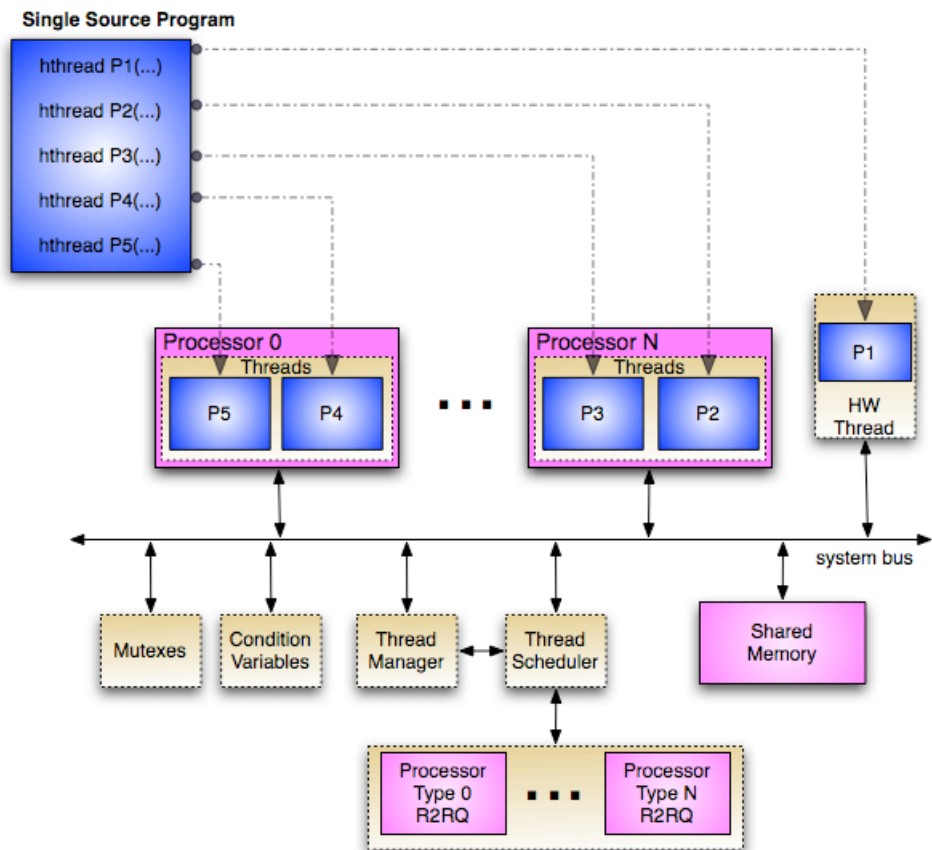 Single Source Program
hthread P1(...)
hthread P2(...)
hthread P3(...)
hthread P4(...)
hthread P5(...)
Processor 0
Threads
P5
P4
Processor N
Threads
P3
P2
P1
HW
Thread
system bus
Mutexes
Condition
Variables
Thread
Manager
Thread
Scheduler
Shared
Memory
Processor
Type 0
R2RQ
Processor
Type N
R2RQ